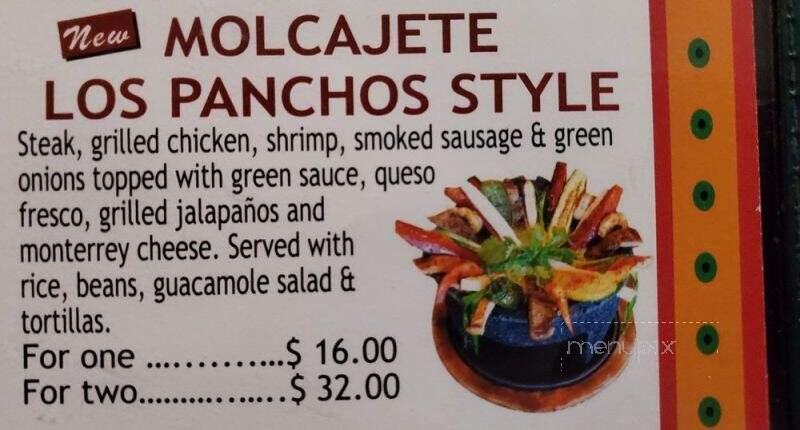 New MOLCAJETE
LOS PANCHOS STYLE
Steak, grilled chicken, shrimp, smoked sausage & green
onions topped with green sauce, queso
fresco, grilled jalapaños and
monterrey cheese. Served with
rice, beans, guacamole salad &
tortillas.
For one ...........$ 16.00
For two...............$ 32.00
menupix